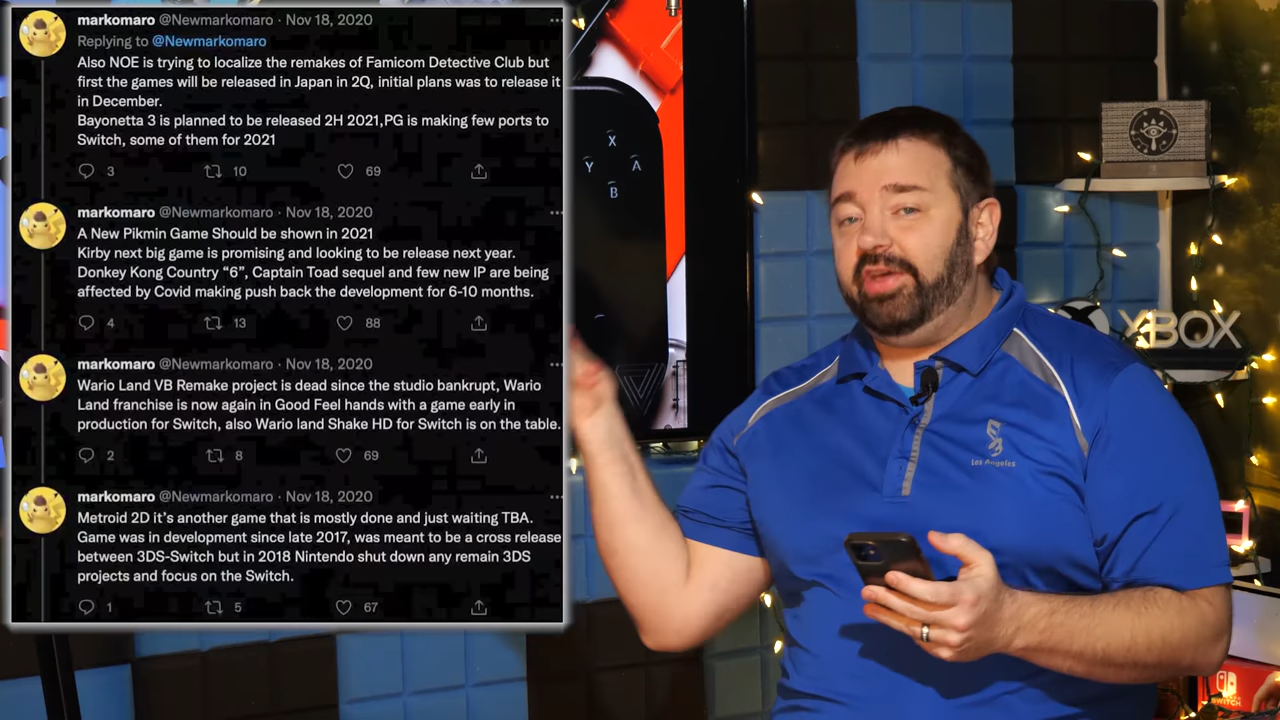 markomaro @Newmarkomaro · Nov 18, 2020
Replying to @Newmarkomaro
Also NOE is trying to localize the remakes of Famicom Detective Club but
first the games will be released in Japan in 2Q, initial plans was to release it
in December.
Bayonetta 3 is planned to be released 2H 2021,PG is making few ports to
Switch, some of them for 2021
3 10 69
markomaro @Newmarkomaro · Nov 18, 2020
A New Pikmin Game Should be shown in 2021
Kirby next big game is promising and looking to be release next year.
Donkey Kong Country “6”, Captain Toad sequel and few new IP are being
affected by Covid making push back the development for 6-10 months.
4 13 88
markomaro @Newmarkomaro · Nov 18, 2020
Wario Land VB Remake project is dead since the studio bankrupt, Wario
Land franchise is now again in Good Feel hands with a game early in
production for Switch, also Wario land Shake HD for Switch is on the table.
2 8 69
markomaro @Newmarkomaro · Nov 18, 2020
Metroid 2D it’s another game that is mostly done and just waiting TBA.
Game was in development since late 2017, was meant to be a cross release
between 3DS-Switch but in 2018 Nintendo shut down any remain 3DS
projects and focus on the Switch.
1 5 67
X
Y A
B
XBOX
Los Angeles
SWITCH